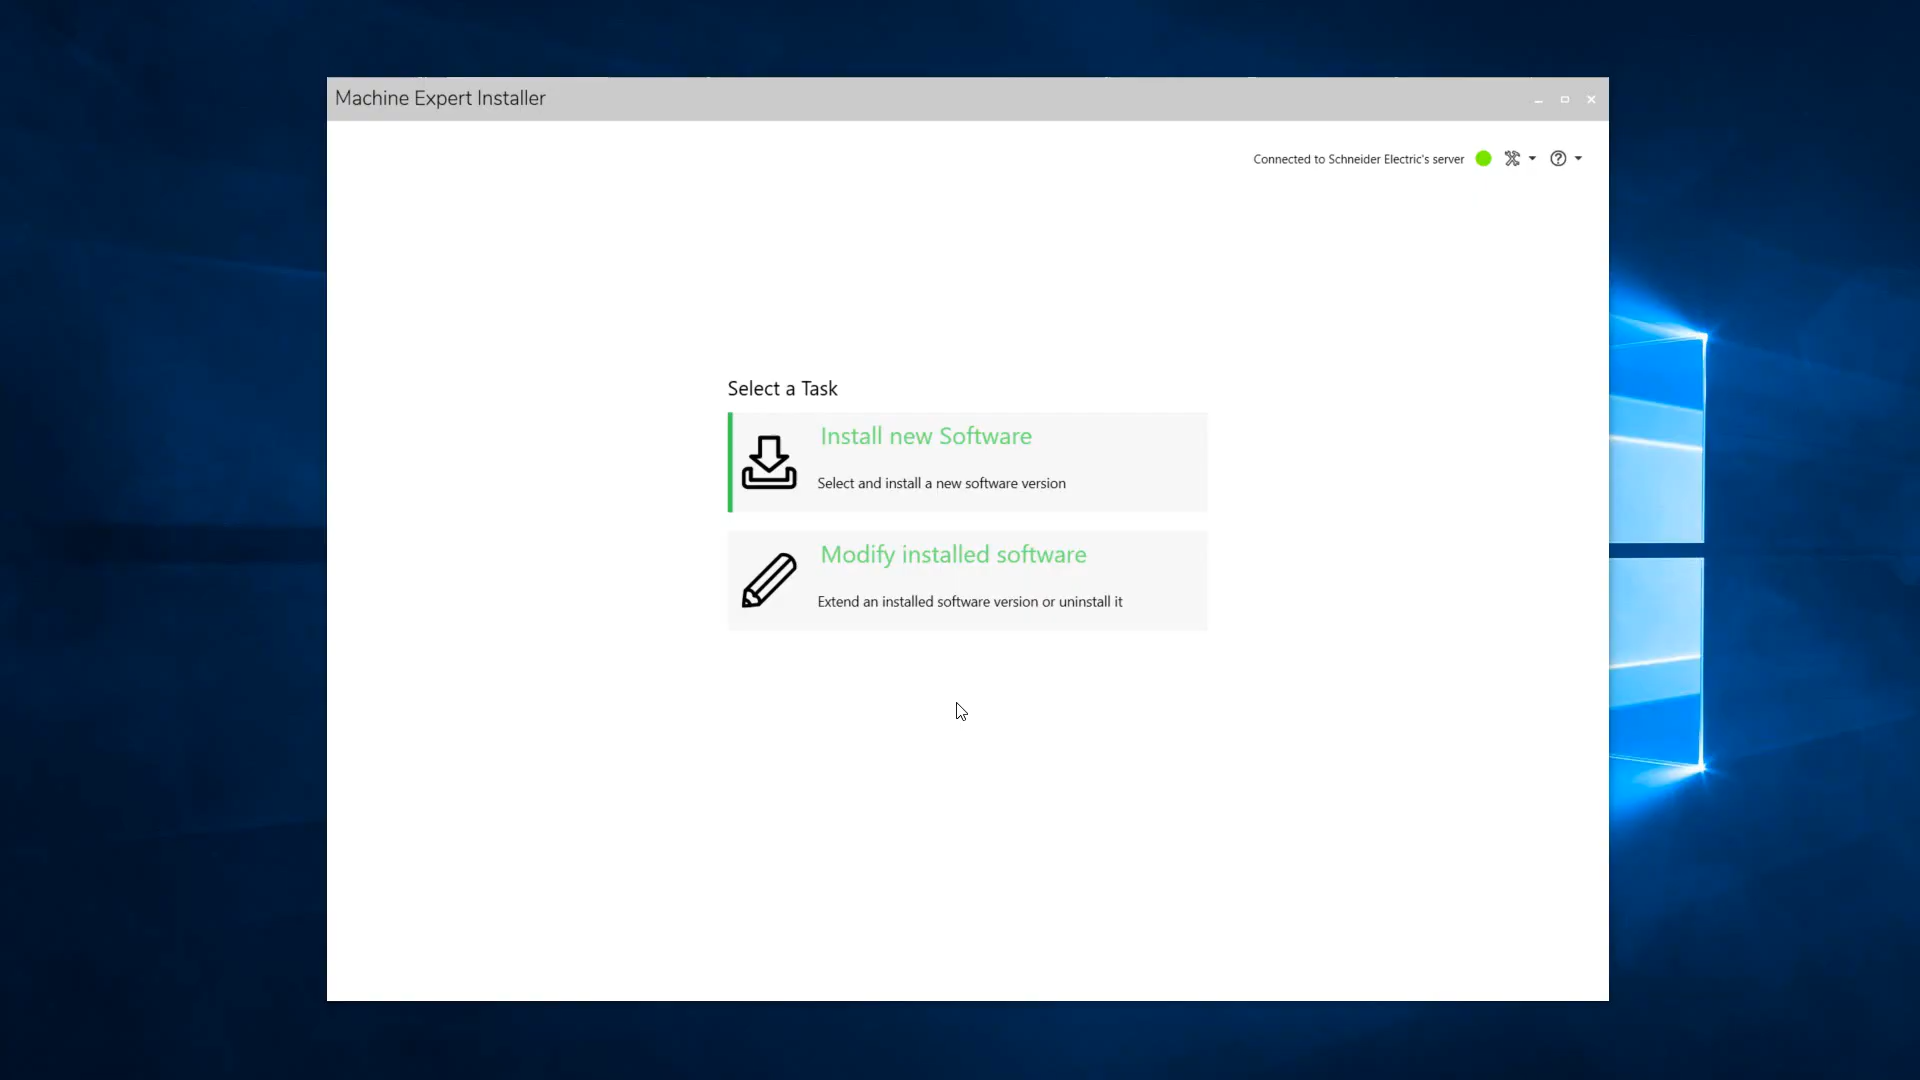 Machine Expert Installer
Connected to Schneider Electric's server
Select a Task
Install new Software
Select and install a new software version
Modify installed software
Extend an installed software version or uninstall it